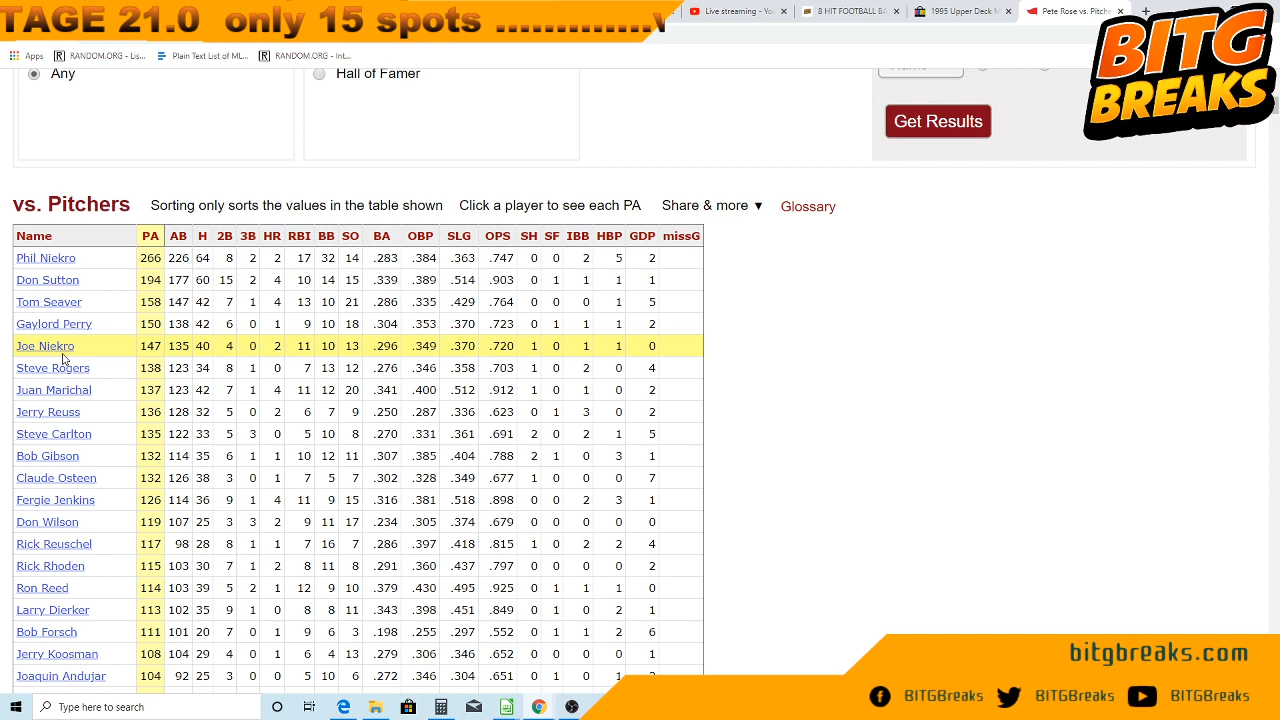 TAGE 21.0 only 15 spots ..............
Live streaming - You
8 HIT FOOTBALL BA
1995 Upper Deck M
Pete Rose vs. Pitche
Apps
RANDOM.ORG - Lis...
Plain Text List of ML...
RANDOM.ORG - Int...
BITG
BREAKS
Any
Hall of Famer
Get Results
vs. Pitchers Sorting only sorts the values in the table shown Click a player to see each PA Share & more ▼ Glossary
Name PA AB H 2B 3B HR RBI BB SO BA OBP SLG OPS SH SF IBB HBP GDP missG
Phil Niekro 266 226 64 8 2 2 17 32 14 .283 .384 .363 .747 0 0 2 5 2
Don Sutton 194 177 60 15 2 4 10 14 15 .339 .389 .514 .903 0 1 1 1 1
Tom Seaver 158 147 42 7 1 4 13 10 21 .286 .335 .429 .764 0 0 0 1 5
Gaylord Perry 150 138 42 6 0 1 9 10 18 .304 .353 .370 .723 0 1 1 1 2
Joe Niekro 147 135 40 4 0 2 11 10 13 .296 .349 .370 .720 1 0 1 1 0
Steve Rogers 138 123 34 8 1 0 7 13 12 .276 .346 .358 .703 1 0 2 0 4
Juan Marichal 137 123 42 7 1 4 11 12 20 .341 .400 .512 .912 1 0 1 0 2
Jerry Reuss 136 128 32 5 0 2 6 7 9 .250 .287 .336 .623 0 1 3 0 2
Steve Carlton 135 122 33 5 3 0 5 10 8 .270 .331 .361 .691 2 0 2 1 5
Bob Gibson 132 114 35 6 1 1 10 12 11 .307 .385 .404 .788 2 1 0 3 1
Claude Osteen 132 126 38 3 0 1 7 5 7 .302 .328 .349 .677 1 0 0 0 7
Fergie Jenkins 126 114 36 9 1 4 11 9 15 .316 .381 .518 .898 0 0 2 3 1
Don Wilson 119 107 25 3 3 2 9 11 17 .234 .305 .374 .679 0 0 0 0 0
Rick Reuschel 117 98 28 8 1 1 7 16 7 .286 .397 .418 .815 1 0 2 2 4
Rick Rhoden 115 103 30 7 1 2 8 11 8 .291 .360 .437 .797 0 0 0 0 2
Ron Reed 114 103 39 5 2 1 12 9 10 .379 .430 .495 .925 0 1 1 1 0
Larry Dierker 113 102 35 9 1 0 8 8 11 .343 .398 .451 .849 0 1 0 2 1
Bob Forsch 111 101 20 7 0 1 9 6 3 .198 .255 .297 .552 0 1 1 2 6
Jerry Koosman 108 104 29 4 0 1 6 4 13 .279 .306 .346 .652 0 0 0 0 1
Joaquin Andujar 104 92 25 3 0 0 5 10 6 .272 .346 .304 .651 0 1 0
bitgbreaks.com
BITGBreaks BITGBreaks BITGBreaks
Type here to search